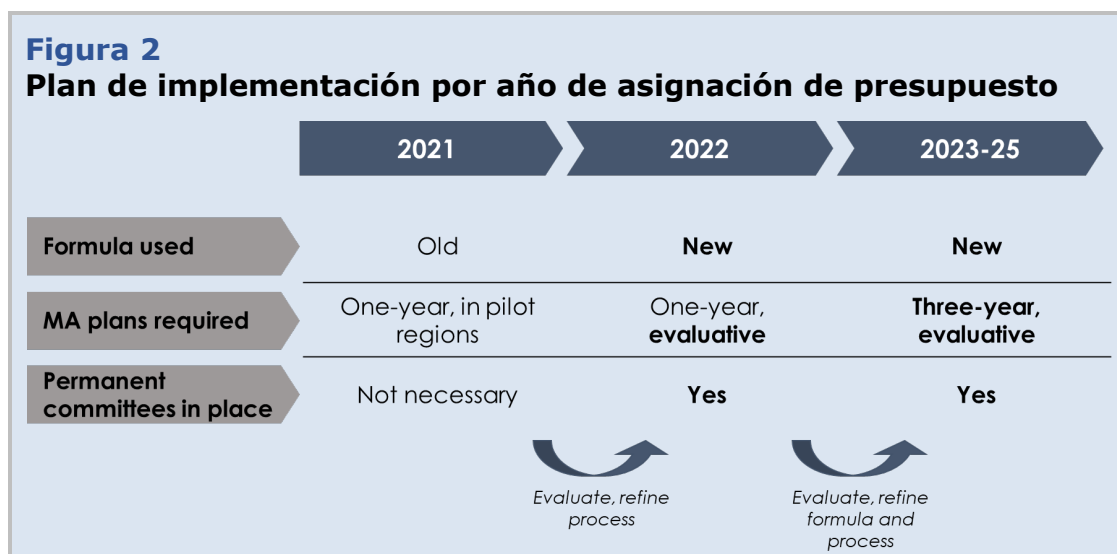 Figura 2
Plan de implementación por año de asignación de presupuesto
2021
2022
2023-25
Formula used
Old
New
New
MA plans required
One-year, in pilot
regions
One-year,
evaluative
Three-year,
evaluative
Permanent
committees in place
Not necessary
Yes
Yes
Evaluate, refine
process
Evaluate, refine
formula and
process